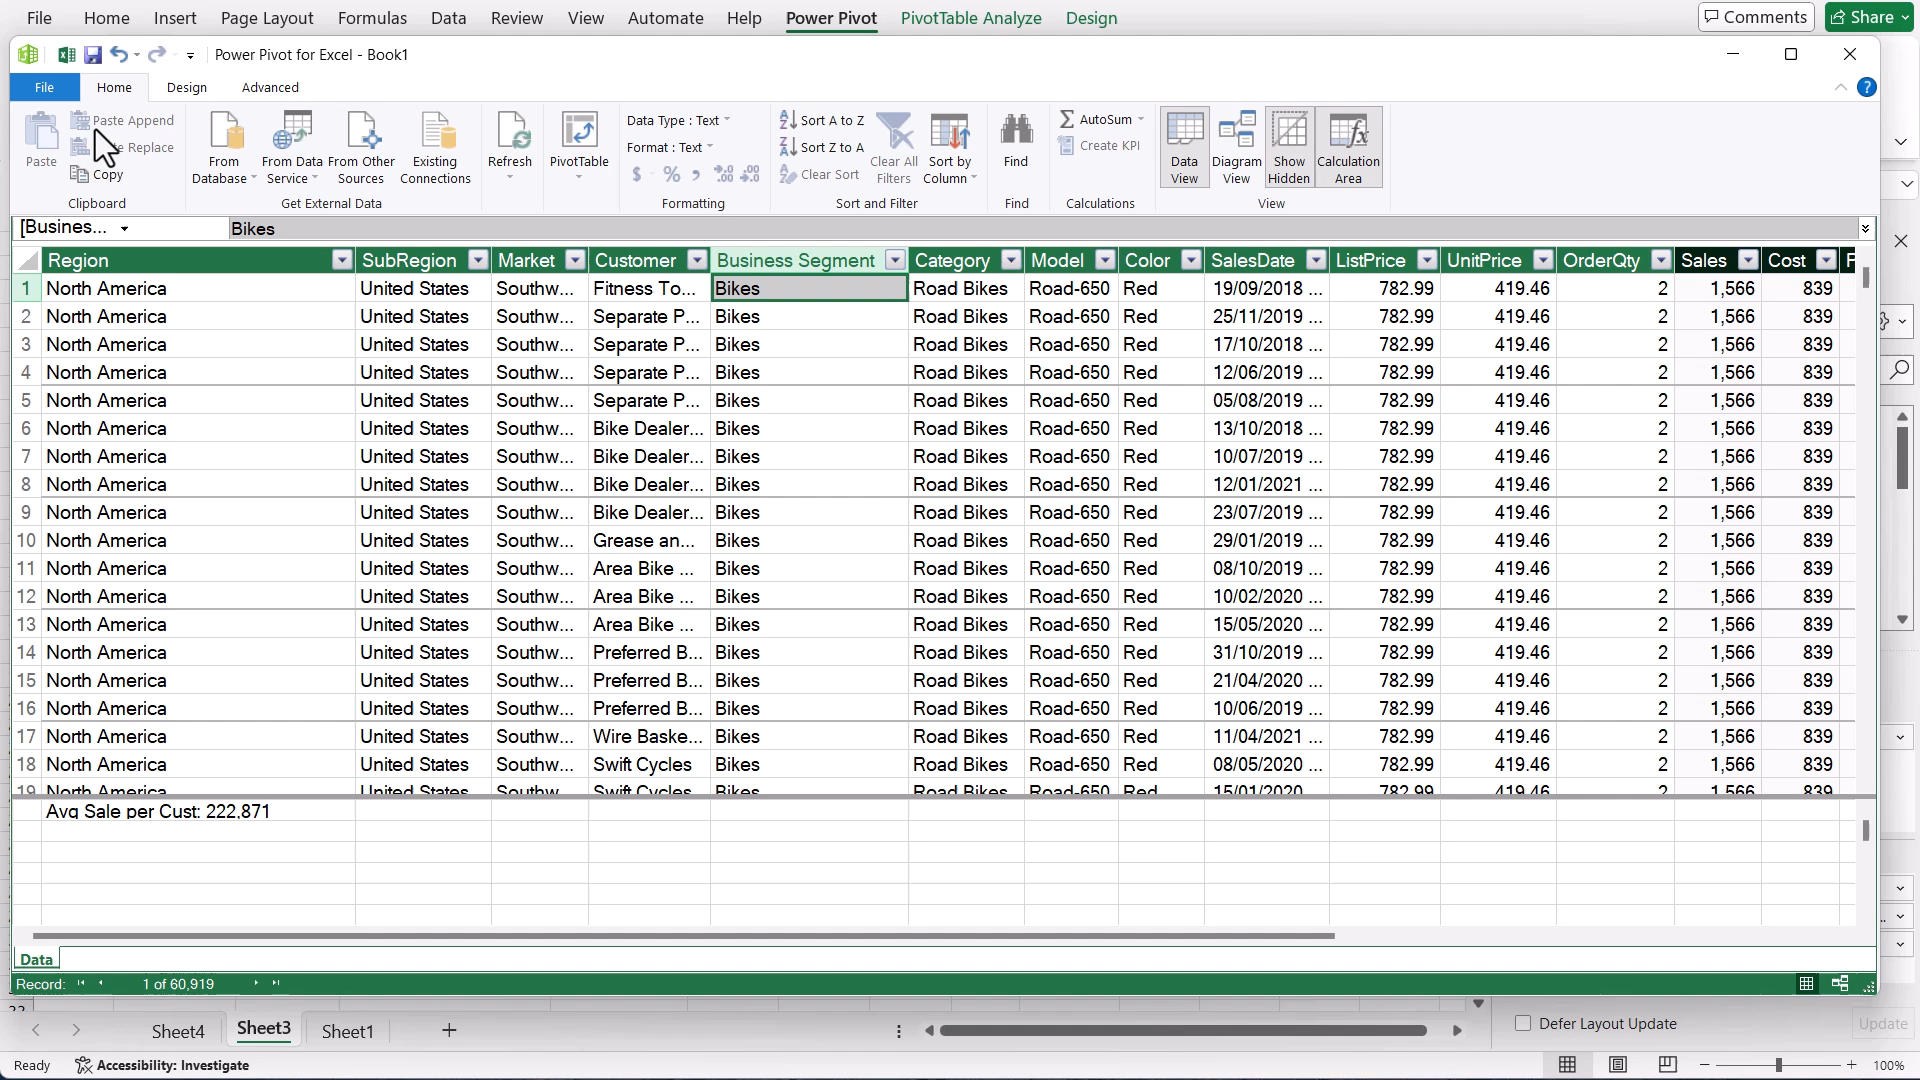 File Home Insert Page Layout Formulas Data Review View Automate Help Power Pivot PivotTable Analyze Design Comments Share
Power Pivot for Excel - Book1
File Home Design Advanced
Paste
Paste Append
Replace
Copy
Clipboard
From Database
From Data Service
From Other Sources
Existing Connections
Get External Data
Refresh
PivotTable
Data Type : Text
Format : Text
$ % ,
Formatting
Sort A to Z
Sort Z to A
Clear Sort
Clear All Filters
Sort by Column
Sort and Filter
Find
Find
AutoSum
Create KPI
Calculations
Data View
Diagram View
Show Hidden
Calculation Area
View
[Busines... Bikes
Region SubRegion Market Customer Business Segment Category Model Color SalesDate ListPrice UnitPrice OrderQty Sales Cost
1 North America United States Southw... Fitness To... Bikes Road Bikes Road-650 Red 19/09/2018 ... 782.99 419.46 2 1,566 839
2 North America United States Southw... Separate P... Bikes Road Bikes Road-650 Red 25/11/2019 ... 782.99 419.46 2 1,566 839
3 North America United States Southw... Separate P... Bikes Road Bikes Road-650 Red 17/10/2018 ... 782.99 419.46 2 1,566 839
4 North America United States Southw... Separate P... Bikes Road Bikes Road-650 Red 12/06/2019 ... 782.99 419.46 2 1,566 839
5 North America United States Southw... Separate P... Bikes Road Bikes Road-650 Red 05/08/2019 ... 782.99 419.46 2 1,566 839
6 North America United States Southw... Bike Dealer... Bikes Road Bikes Road-650 Red 13/10/2018 ... 782.99 419.46 2 1,566 839
7 North America United States Southw... Bike Dealer... Bikes Road Bikes Road-650 Red 10/07/2019 ... 782.99 419.46 2 1,566 839
8 North America United States Southw... Bike Dealer... Bikes Road Bikes Road-650 Red 12/01/2021 ... 782.99 419.46 2 1,566 839
9 North America United States Southw... Bike Dealer... Bikes Road Bikes Road-650 Red 23/07/2019 ... 782.99 419.46 2 1,566 839
10 North America United States Southw... Grease an... Bikes Road Bikes Road-650 Red 29/01/2019 ... 782.99 419.46 2 1,566 839
11 North America United States Southw... Area Bike ... Bikes Road Bikes Road-650 Red 08/10/2019 ... 782.99 419.46 2 1,566 839
12 North America United States Southw... Area Bike ... Bikes Road Bikes Road-650 Red 10/02/2020 ... 782.99 419.46 2 1,566 839
13 North America United States Southw... Area Bike ... Bikes Road Bikes Road-650 Red 15/05/2020 ... 782.99 419.46 2 1,566 839
14 North America United States Southw... Preferred B... Bikes Road Bikes Road-650 Red 31/10/2019 ... 782.99 419.46 2 1,566 839
15 North America United States Southw... Preferred B... Bikes Road Bikes Road-650 Red 21/04/2020 ... 782.99 419.46 2 1,566 839
16 North America United States Southw... Preferred B... Bikes Road Bikes Road-650 Red 10/06/2019 ... 782.99 419.46 2 1,566 839
17 North America United States Southw... Wire Baske... Bikes Road Bikes Road-650 Red 11/04/2021 ... 782.99 419.46 2 1,566 839
18 North America United States Southw... Swift Cycles Bikes Road Bikes Road-650 Red 08/05/2020 ... 782.99 419.46 2 1,566 839
19 North America United States Southw... Swift Cycles Bikes Road Bikes Road-650 Red 15/01/2020 ... 782.99 419.46 2 1,566 839
Avg Sale per Cust: 222,871
Data
Record: 1 of 60,919
Sheet4 Sheet3 Sheet1 +
Defer Layout Update Update
Ready Accessibility: Investigate 100%